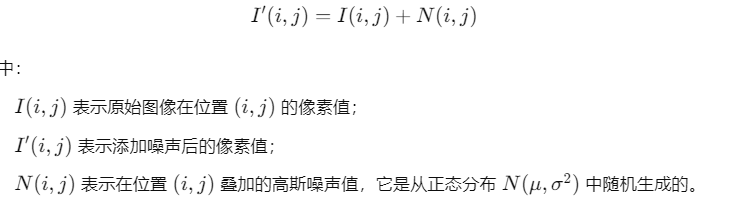 I′(i, j) = I(i, j) + N(i, j)
中：
I(i, j) 表示原始图像在位置 (i, j) 的像素值；
I′(i, j) 表示添加噪声后的像素值；
N(i, j) 表示在位置 (i, j) 叠加的高斯噪声值，它是从正态分布 N(μ, σ²) 中随机生成的。